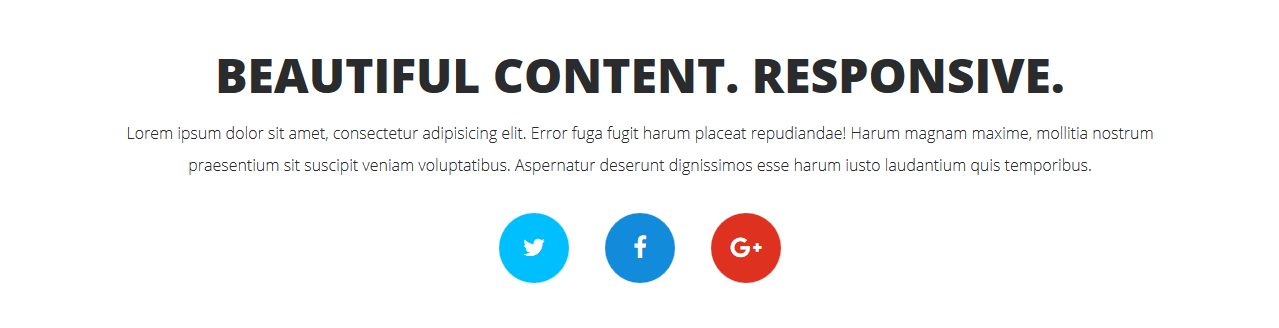 BEAUTIFUL CONTENT. RESPONSIVE.
Lorem ipsum dolor sit amet, consectetur adipisicing elit. Error fuga fugit harum placeat repudiandae! Harum magnam maxime, mollitia nostrum
praesentium sit suscipit veniam voluptatibus. Aspernatur deserunt dignissimos esse harum iusto laudantium quis temporibus.
f G+